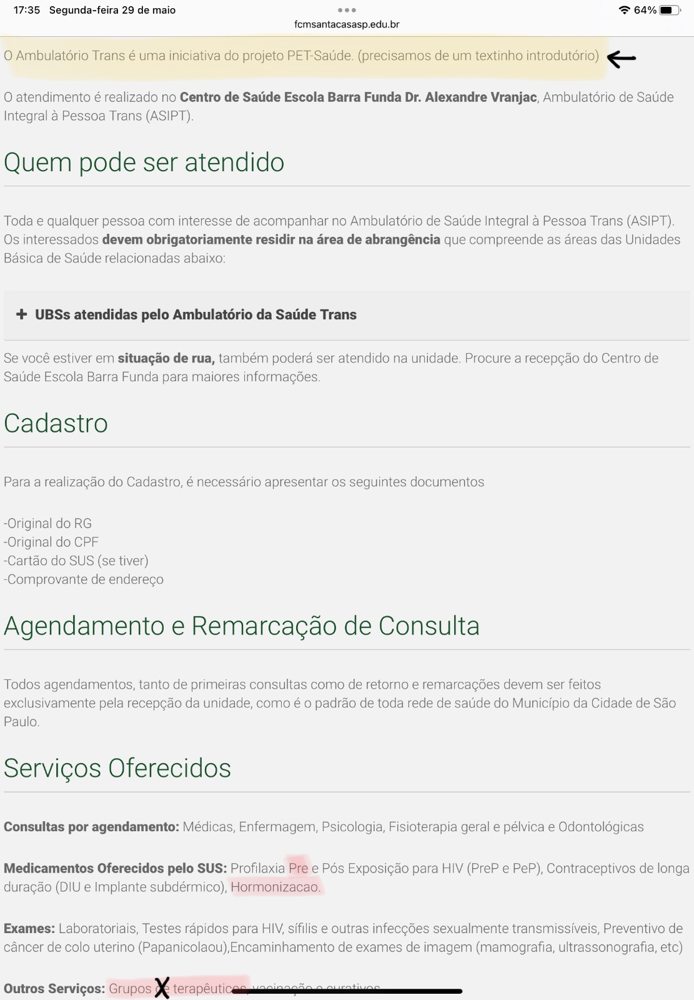 17:35 Segunda-feira 29 de maio
64%
fcmsantacasasp.edu.br
O Ambulatório Trans é uma iniciativa do projeto PET-Saúde. (precisamos de um textinho introdutório)
O atendimento é realizado no Centro de Saúde Escola Barra Funda Dr. Alexandre Vranjac, Ambulatório de Saúde
Integral à Pessoa Trans (ASIPT).
Quem pode ser atendido
Toda e qualquer pessoa com interesse de acompanhar no Ambulatório de Saúde Integral à Pessoa Trans (ASIPT).
Os interessados devem obrigatoriamente residir na área de abrangência que compreende as áreas das Unidades
Básica de Saúde relacionadas abaixo:
+ UBSs atendidas pelo Ambulatório da Saúde Trans
Se você estiver em situação de rua, também poderá ser atendido na unidade. Procure a recepção do Centro de
Saúde Escola Barra Funda para maiores informações.
Cadastro
Para a realização do Cadastro, é necessário apresentar os seguintes documentos
-Original do RG
-Original do CPF
-Cartão do SUS (se tiver)
-Comprovante de endereço
Agendamento e Remarcação de Consulta
Todos agendamentos, tanto de primeiras consultas como de retorno e remarcações devem ser feitos
exclusivamente pela recepção da unidade, como é o padrão de toda rede de saúde do Município da Cidade de São
Paulo.
Serviços Oferecidos
Consultas por agendamento: Médicas, Enfermagem, Psicologia, Fisioterapia geral e pélvica e Odontológicas
Medicamentos Oferecidos pelo SUS: Profilaxia Pre e Pós Exposição para HIV (PreP e PeP), Contraceptivos de longa
duração (DIU e Implante subdérmico), Hormonizacao.
Exames: Laboratoriais, Testes rápidos para HIV, sífilis e outras infecções sexualmente transmissíveis, Preventivo de
câncer de colo uterino (Papanicolaou),Encaminhamento de exames de imagem (mamografia, ultrassonografia, etc)
Outros Serviços: Grupos de terapêuticos, vacinação e curativos